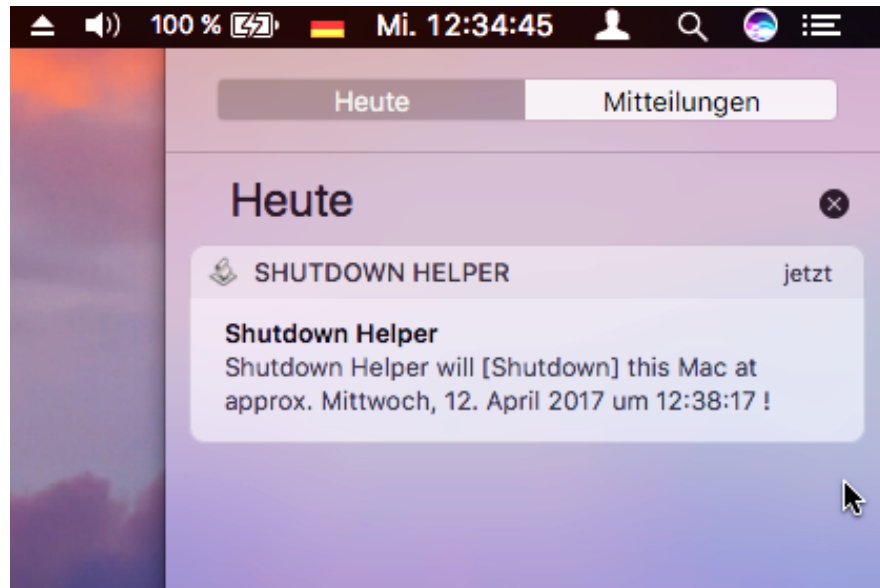 100 % Mi. 12:34:45
Heute Mitteilungen
Heute
SHUTDOWN HELPER jetzt
Shutdown Helper
Shutdown Helper will [Shutdown] this Mac at
approx. Mittwoch, 12. April 2017 um 12:38:17 !